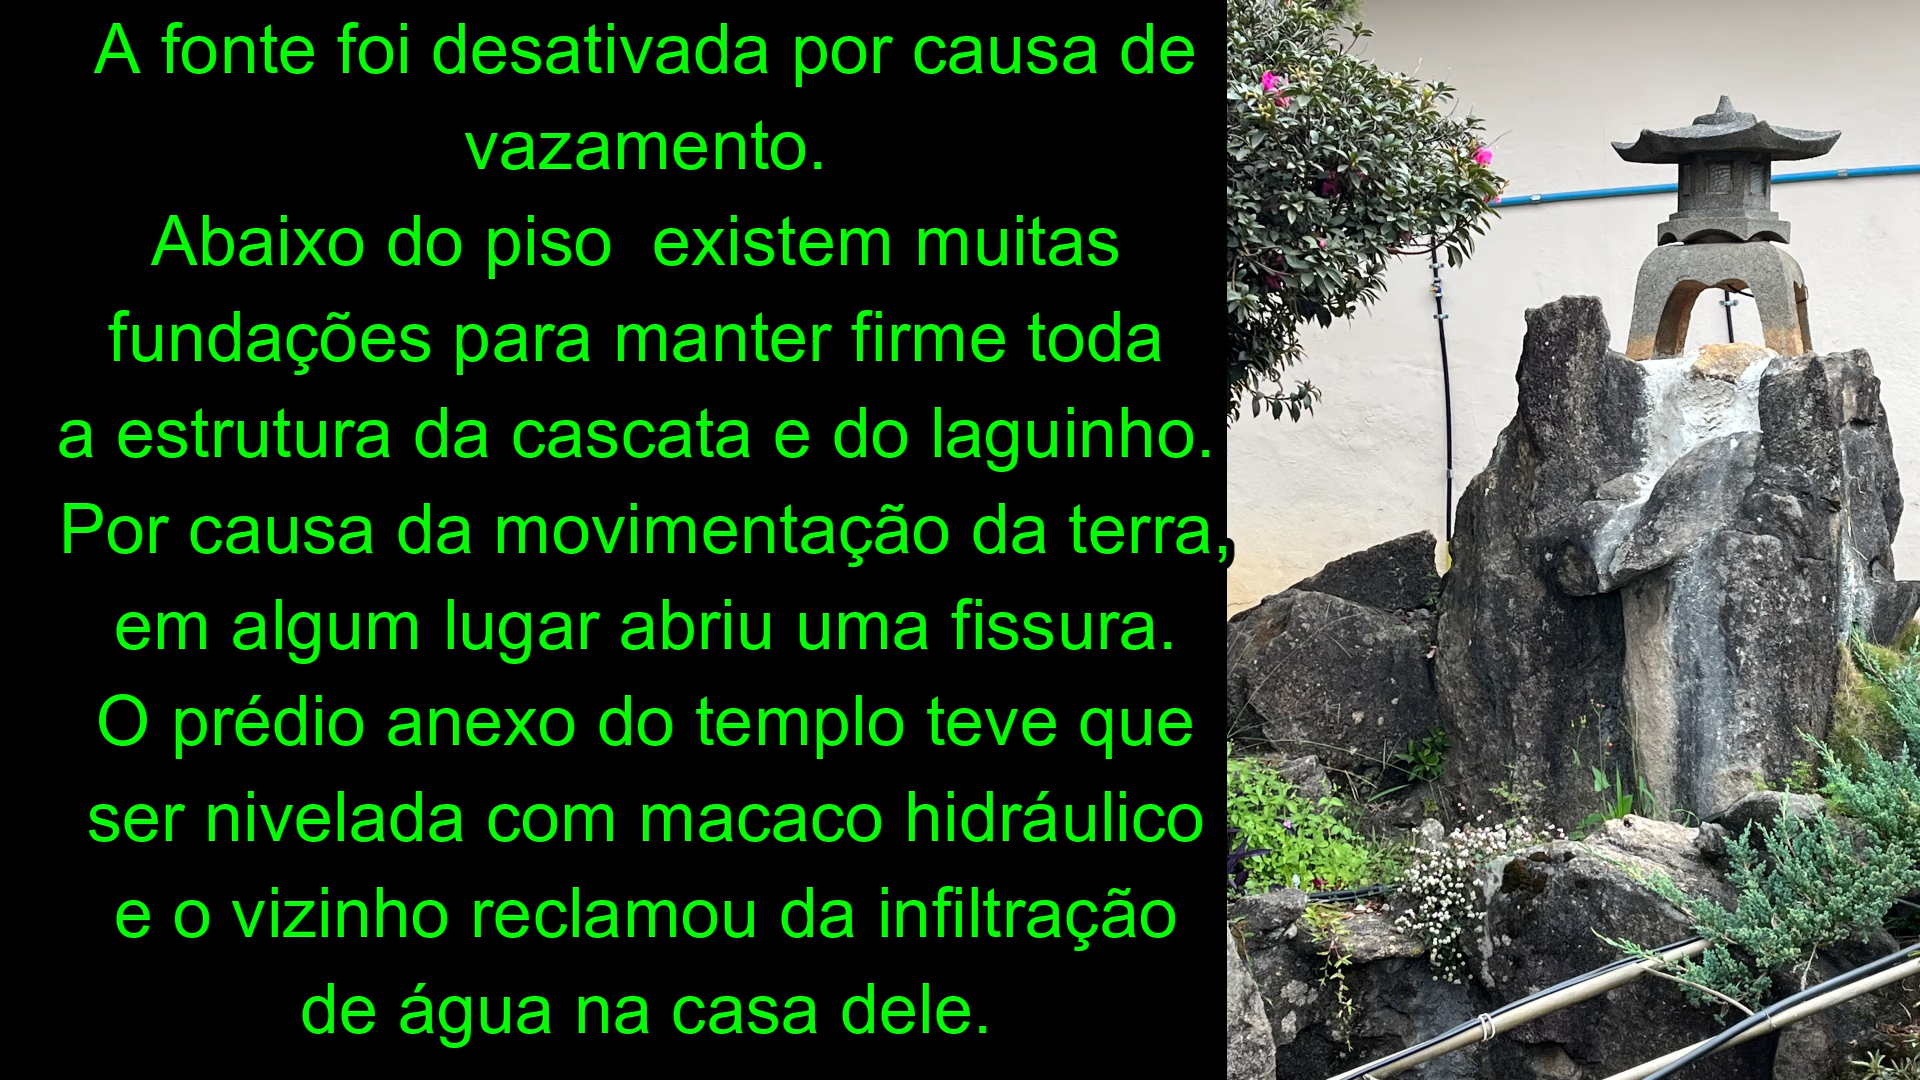 A fonte foi desativada por causa de
vazamento.
Abaixo do piso  existem muitas
fundações para manter firme toda
a estrutura da cascata e do laguinho.
Por causa da movimentação da terra,
em algum lugar abriu uma fissura.
O prédio anexo do templo teve que
ser nivelada com macaco hidráulico
e o vizinho reclamou da infiltração
de água na casa dele.